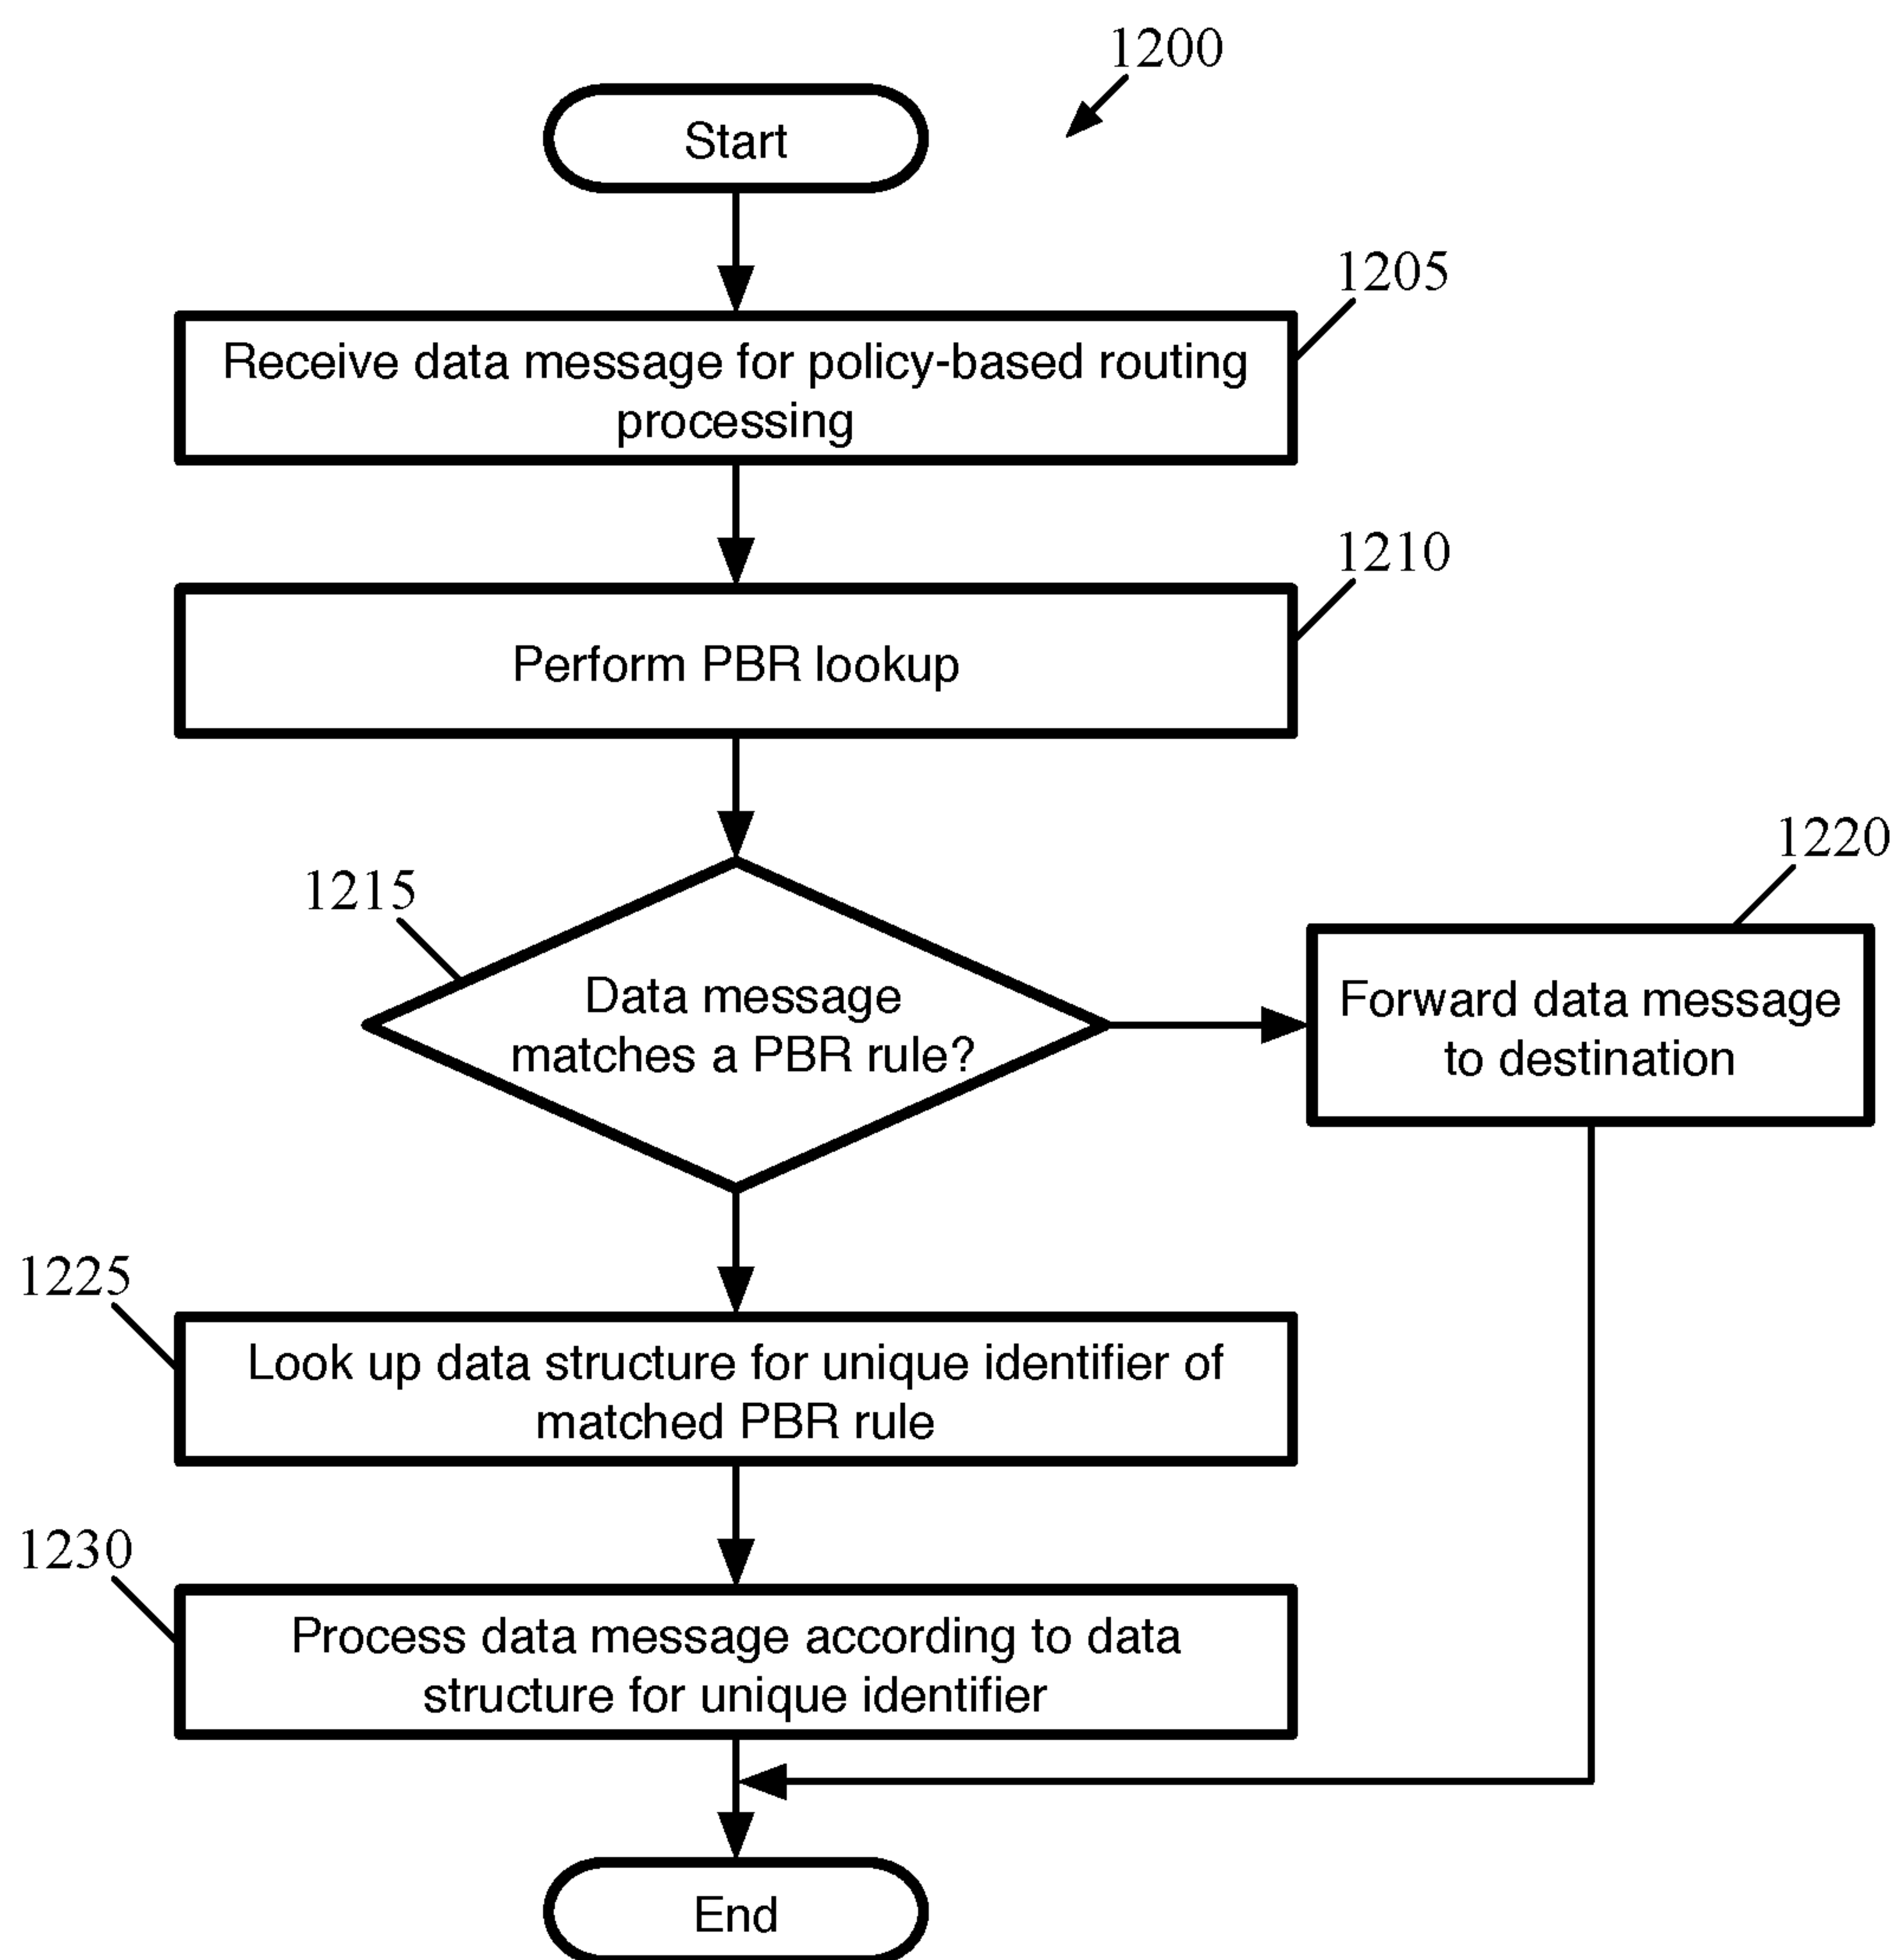 1200
Start
1205
Receive data message for policy-based routing
processing
1210
Perform PBR lookup
1215
Data message
matches a PBR rule?
1220
Forward data message
to destination
1225
Look up data structure for unique identifier of
matched PBR rule
1230
Process data message according to data
structure for unique identifier
End